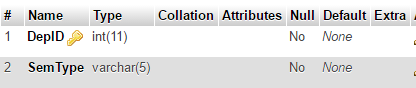 # Name Type Collation Attributes Null Default Extra
1 DepID int(11) No None
2 SemType varchar(5) No None